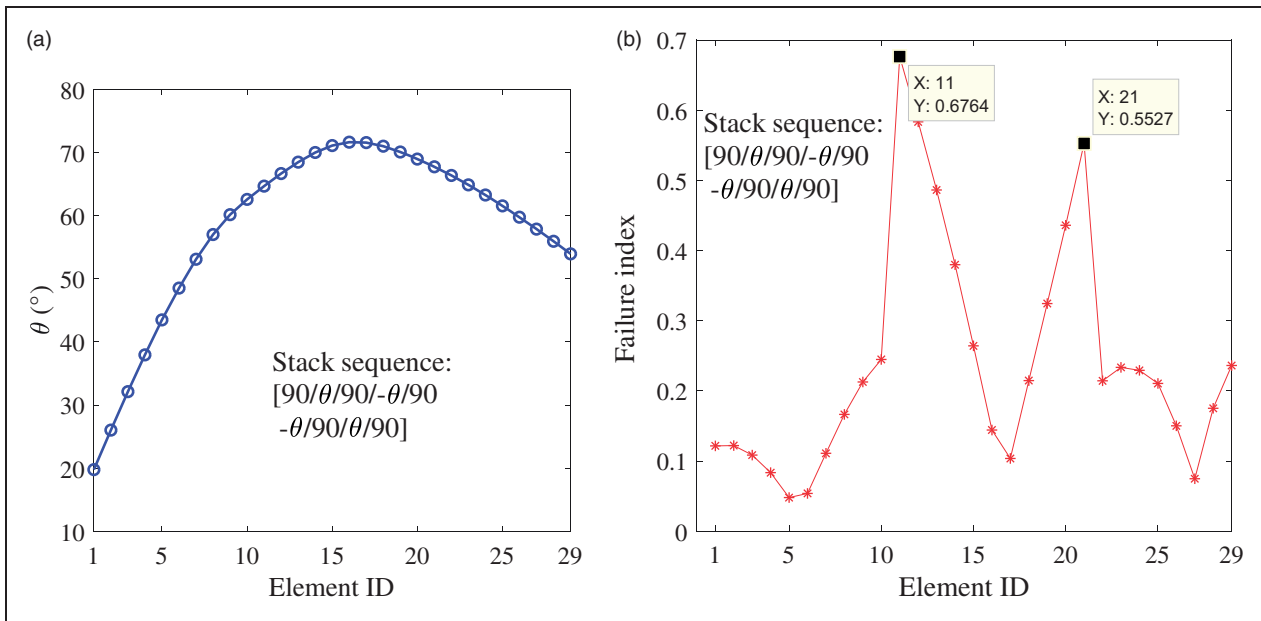 (a)
80
70
60
50
40
30
20
10
θ (°)
Stack sequence:
[90/θ/90/-θ/90
-θ/90/θ/90]
1
5
10
15
20
25
29
Element ID
(b)
0.7
0.6
0.5
0.4
0.3
0.2
0.1
0
Failure index
Stack sequence:
[90/θ/90/-θ/90
-θ/90/θ/90]
X: 11
Y: 0.6764
X: 21
Y: 0.5527
1
5
10
15
20
25
29
Element ID